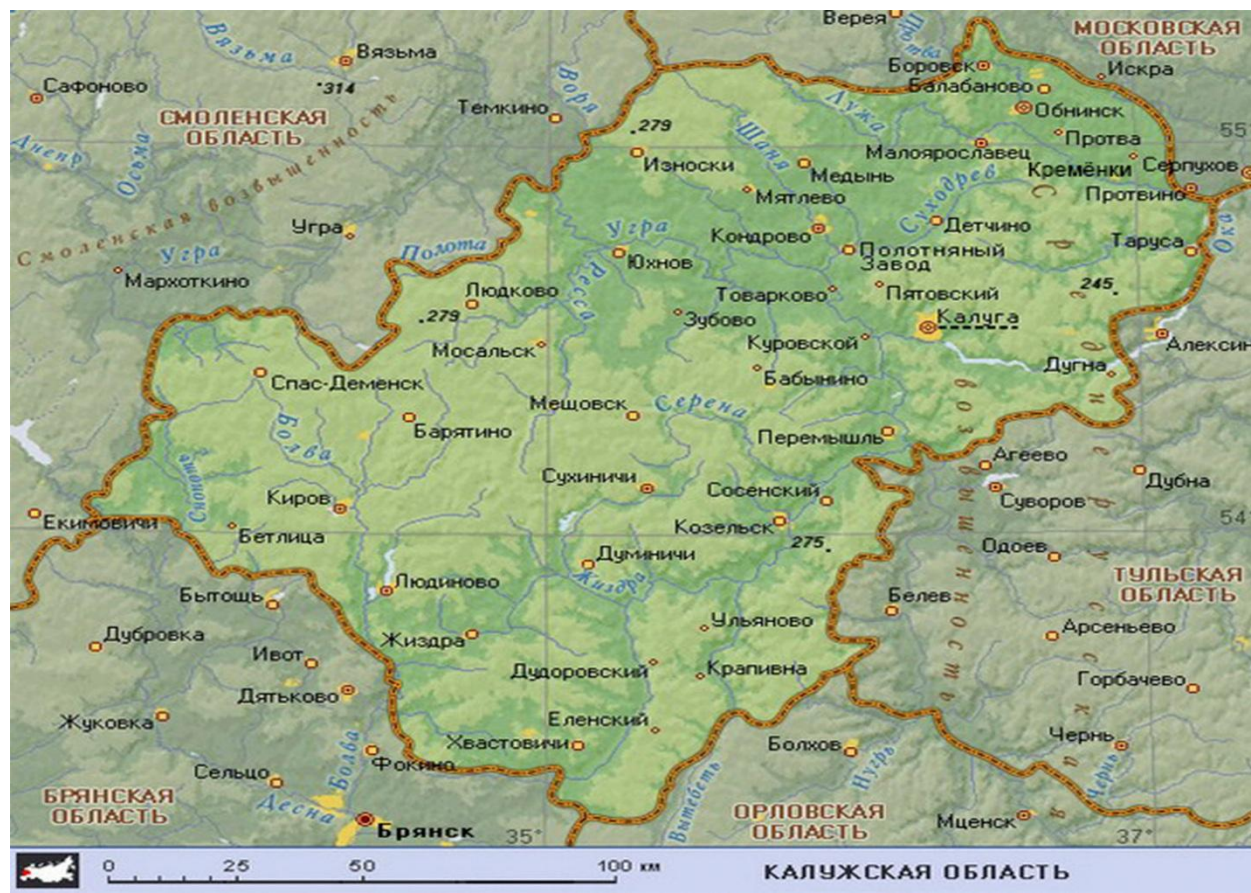 Верея
Протва
МОСКОВСКАЯ
ОБЛАСТЬ
Вязьма
Вязьма
Боровск
Искра
Сафоново
314
Воря
Балабаново
СМОЛЕНСКАЯ
ОБЛАСТЬ
Темкино
Лужа
Обнинск
279
Шаня
Протва
55
Днепр
Осьма
Износки
Малоярославец
Медынь
Кремёнки
Серпухов
Смоленская возвышенность
Мятлево
Суходрев
Протвино
Угра
Угра
Кондрово
Детчино
Ока
Угра
Полота
Полотняный
Завод
Таруса
Юхнов
Мархоткино
Ресса
Людково
Товарково
Пятовский
245
279
Зубово
Калуга
Мосальск
Куровской
Алексин
Дугна
Спас-Деменск
Бабынино
Среднерусская
возвышенность
Мещовск
Серена
Болва
Барятино
Перемышль
Агеево
Снопоть
Сухиничи
Дубна
Киров
Сосенский
Суворов
Екимовичи
Козельск
54
Бетлица
275
Одоев
Думиничи
Жиздра
Людиново
ТУЛЬСКАЯ
ОБЛАСТЬ
Бытощь
Белев
Ульяново
Арсеньево
Дубровка
Жиздра
Ивот
Дудоровский
Крапивна
Горбачево
Дятьково
Жуковка
Еленский
Хвастовичи
Болхов
Чернь
Болва
Фокино
Сельцо
Нугрь
Чернь
БРЯНСКАЯ
ОБЛАСТЬ
Десна
Вытебеть
ОРЛОВСКАЯ
ОБЛАСТЬ
Мценск
Брянск
35°
37°
0 25 50 100 км
КАЛУЖСКАЯ ОБЛАСТЬ